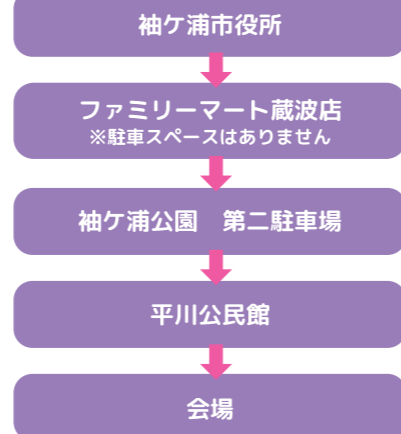 袖ケ浦市役所
ファミリーマート蔵波店
※駐車スペースはありません
袖ケ浦公園　第二駐車場
平川公民館
会場